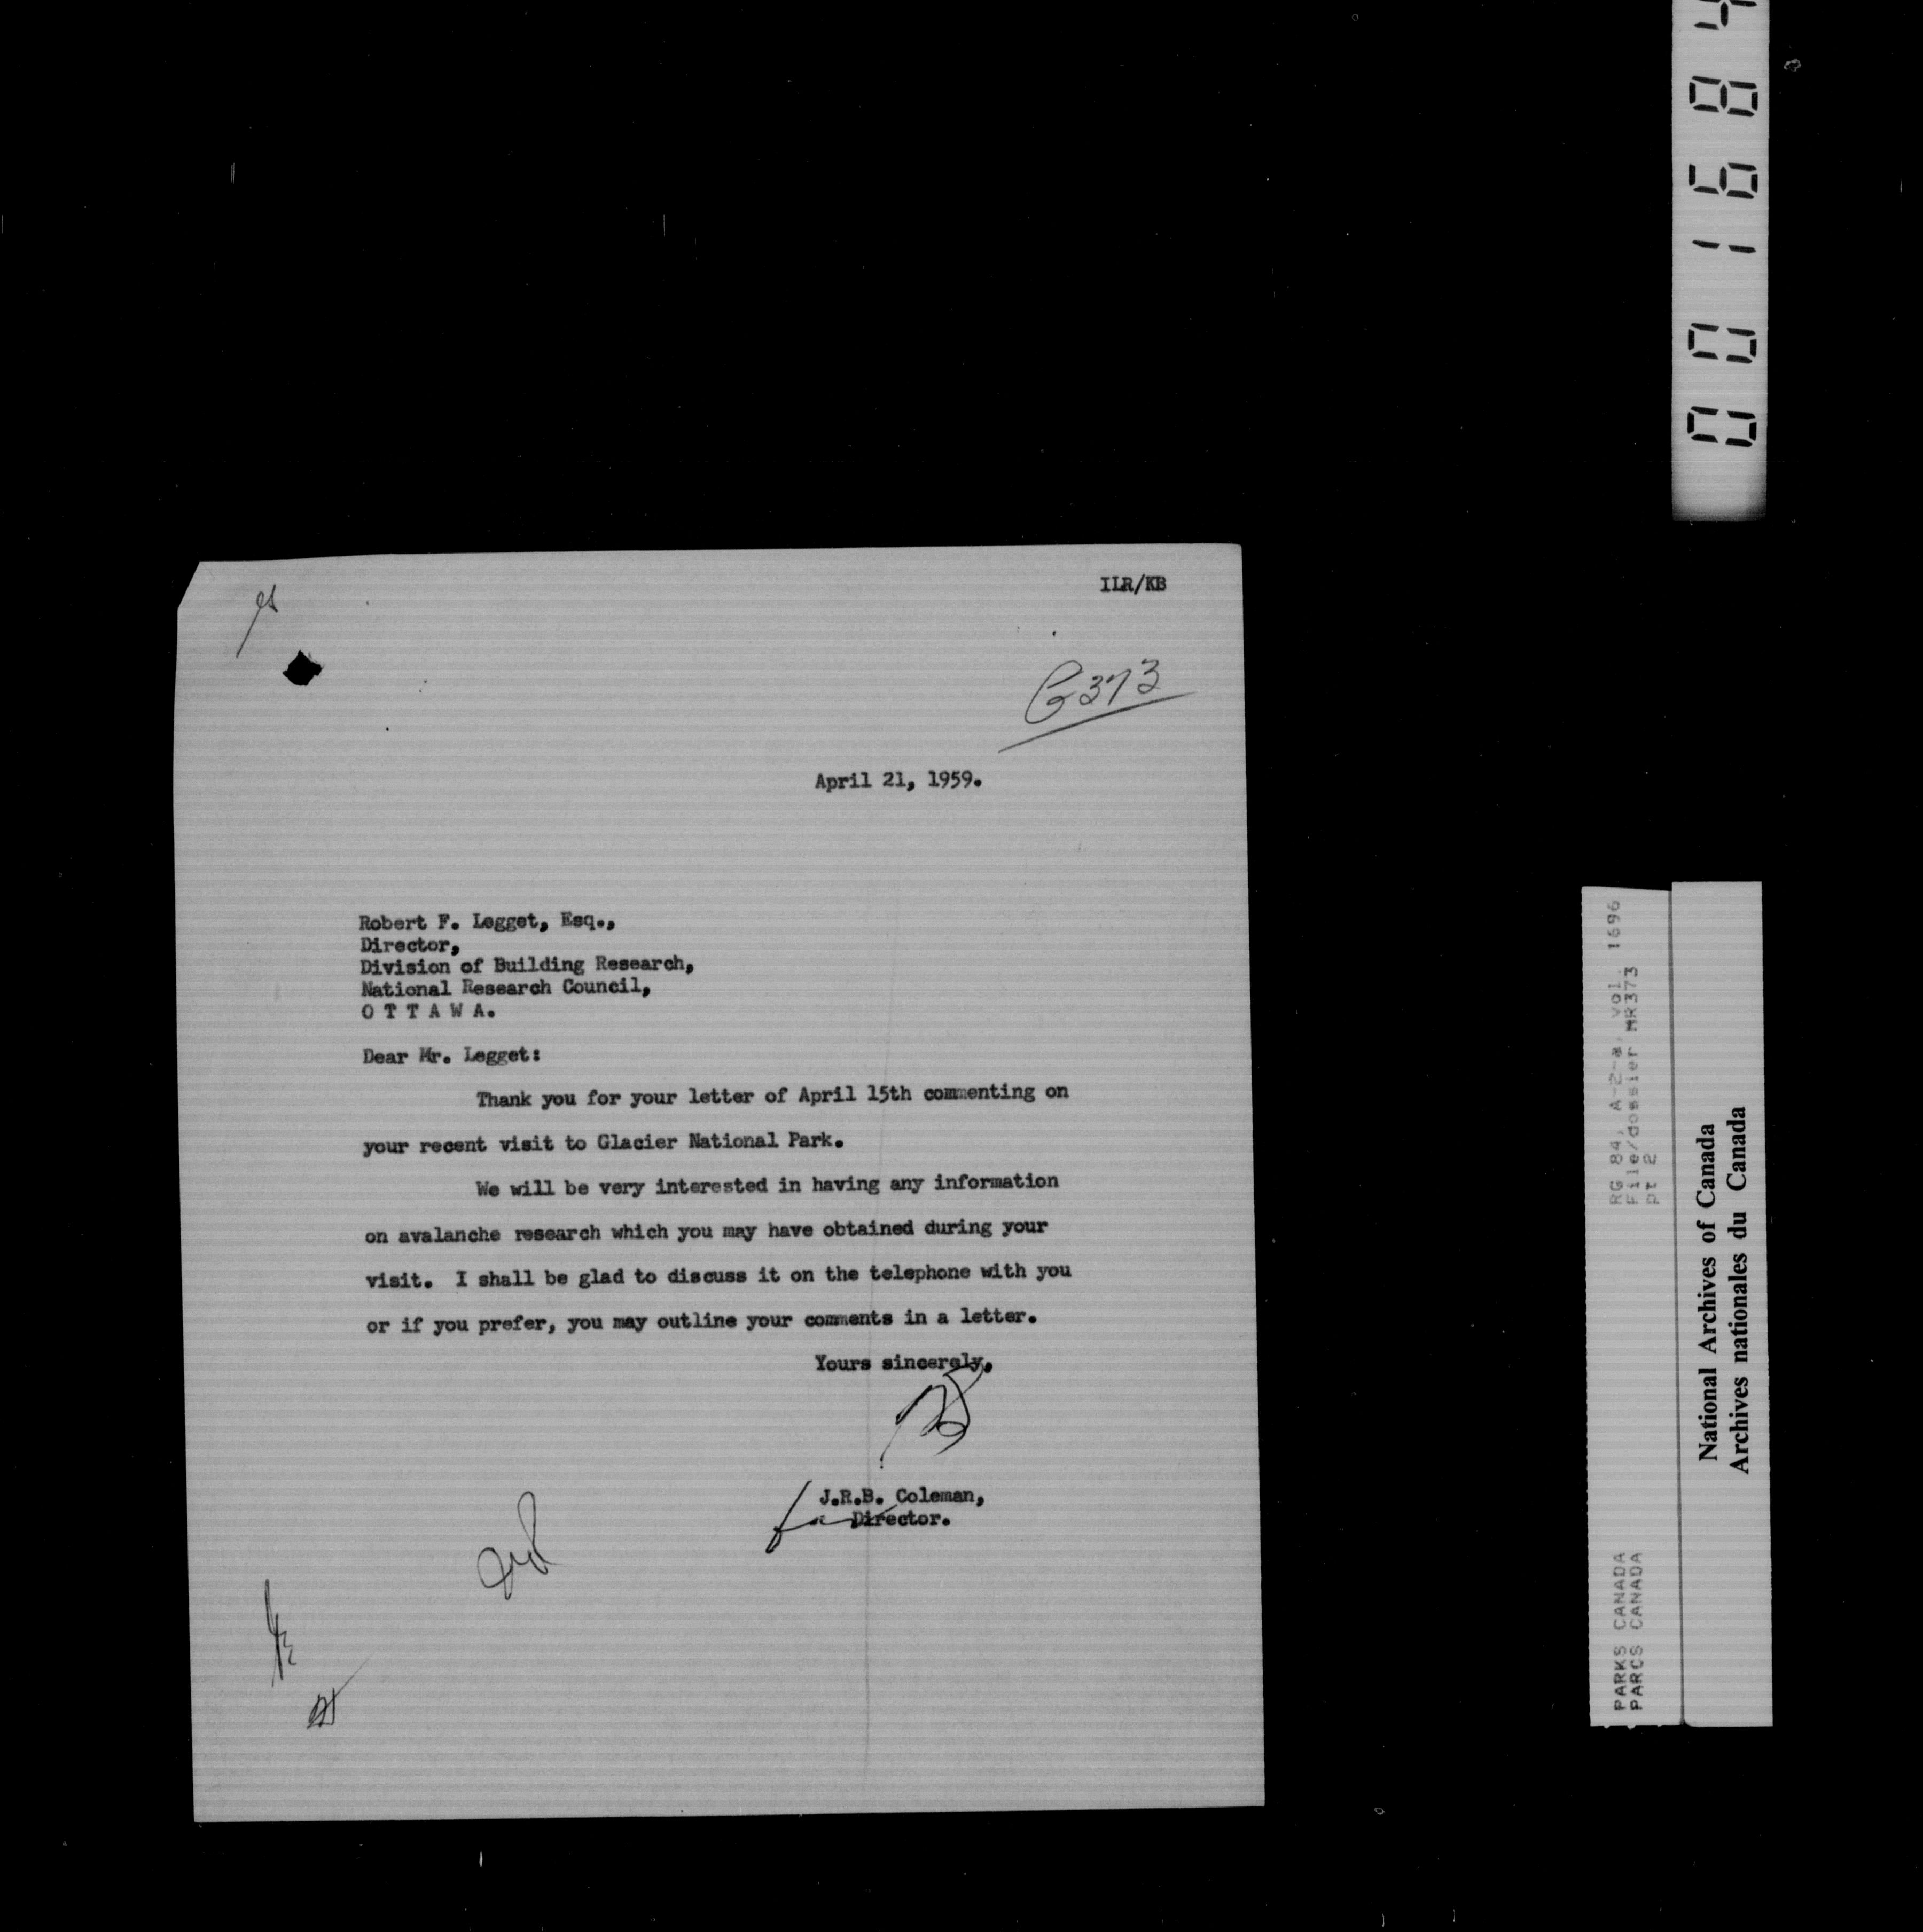 ILR/KB
G373
April 21, 1959.
Robert F. Legget, Esq.,
Director,
Division of Building Research,
National Research Council,
O T T A W A.
Dear Mr. Legget:
Thank you for your letter of April 15th commenting on
your recent visit to Glacier National Park.
We will be very interested in having any information
on avalanche research which you may have obtained during your
visit. I shall be glad to discuss it on the telephone with you
or if you prefer, you may outline your comments in a letter.
Yours sincerely,
J.R.B. Coleman,
for Director.
001684
RG 84, A-2-a, vol. 1696
File/dossier MR373
pt 2
PARKS CANADA
PARCS CANADA
National Archives of Canada
Archives nationales du Canada